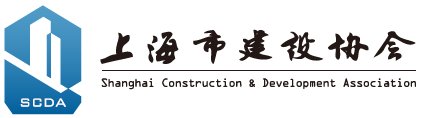 SCDA
上海市建设协会
Shanghai Construction & Development Association